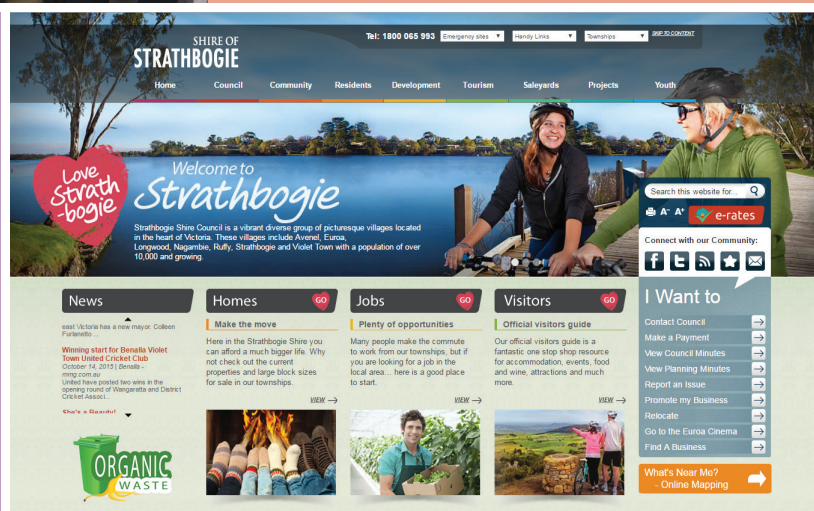 SHIRE OF
STRATHBOGIE
Tel: 1800 065 993
Emergency sites
Handy Links
Townships
SKIP TO CONTENT
Home
Council
Community
Residents
Development
Tourism
Saleyards
Projects
Youth
Love
Strath
-bogie
Welcome to
Strathbogie
Strathbogie Shire Council is a vibrant diverse group of picturesque villages located
in the heart of Victoria. These villages include Avenel, Euroa,
Longwood, Nagambie, Ruffy, Strathbogie and Violet Town with a population of over
10,000 and growing.
Search this website for...
A- A+
e-rates
Connect with our Community:
News
east Victoria has a new mayor. Colleen
Furlanetto ...
Winning start for Benalla Violet
Town United Cricket Club
October 14, 2015 | Benalla -
mmg.com.au
United have posted two wins in the
opening round of Wangaratta and District
Cricket Associ...
She's a Beauty!
ORGANIC
WASTE
Homes
GO
Make the move
Here in the Strathbogie Shire you
can afford a much bigger life. Why
not check out the current
properties and large block sizes
for sale in our townships.
VIEW
Jobs
GO
Plenty of opportunities
Many people make the commute
to work from our townships, but if
you are looking for a job in the
local area... here is a good place
to start.
VIEW
Visitors
GO
Official visitors guide
Our official visitors guide is a
fantastic one stop shop resource
for accommodation, events, food
and wine, attractions and much
more.
VIEW
I Want to
Contact Council
Make a Payment
View Council Minutes
View Planning Minutes
Report an Issue
Promote my Business
Relocate
Go to the Euroa Cinema
Find A Business
What's Near Me?
- Online Mapping